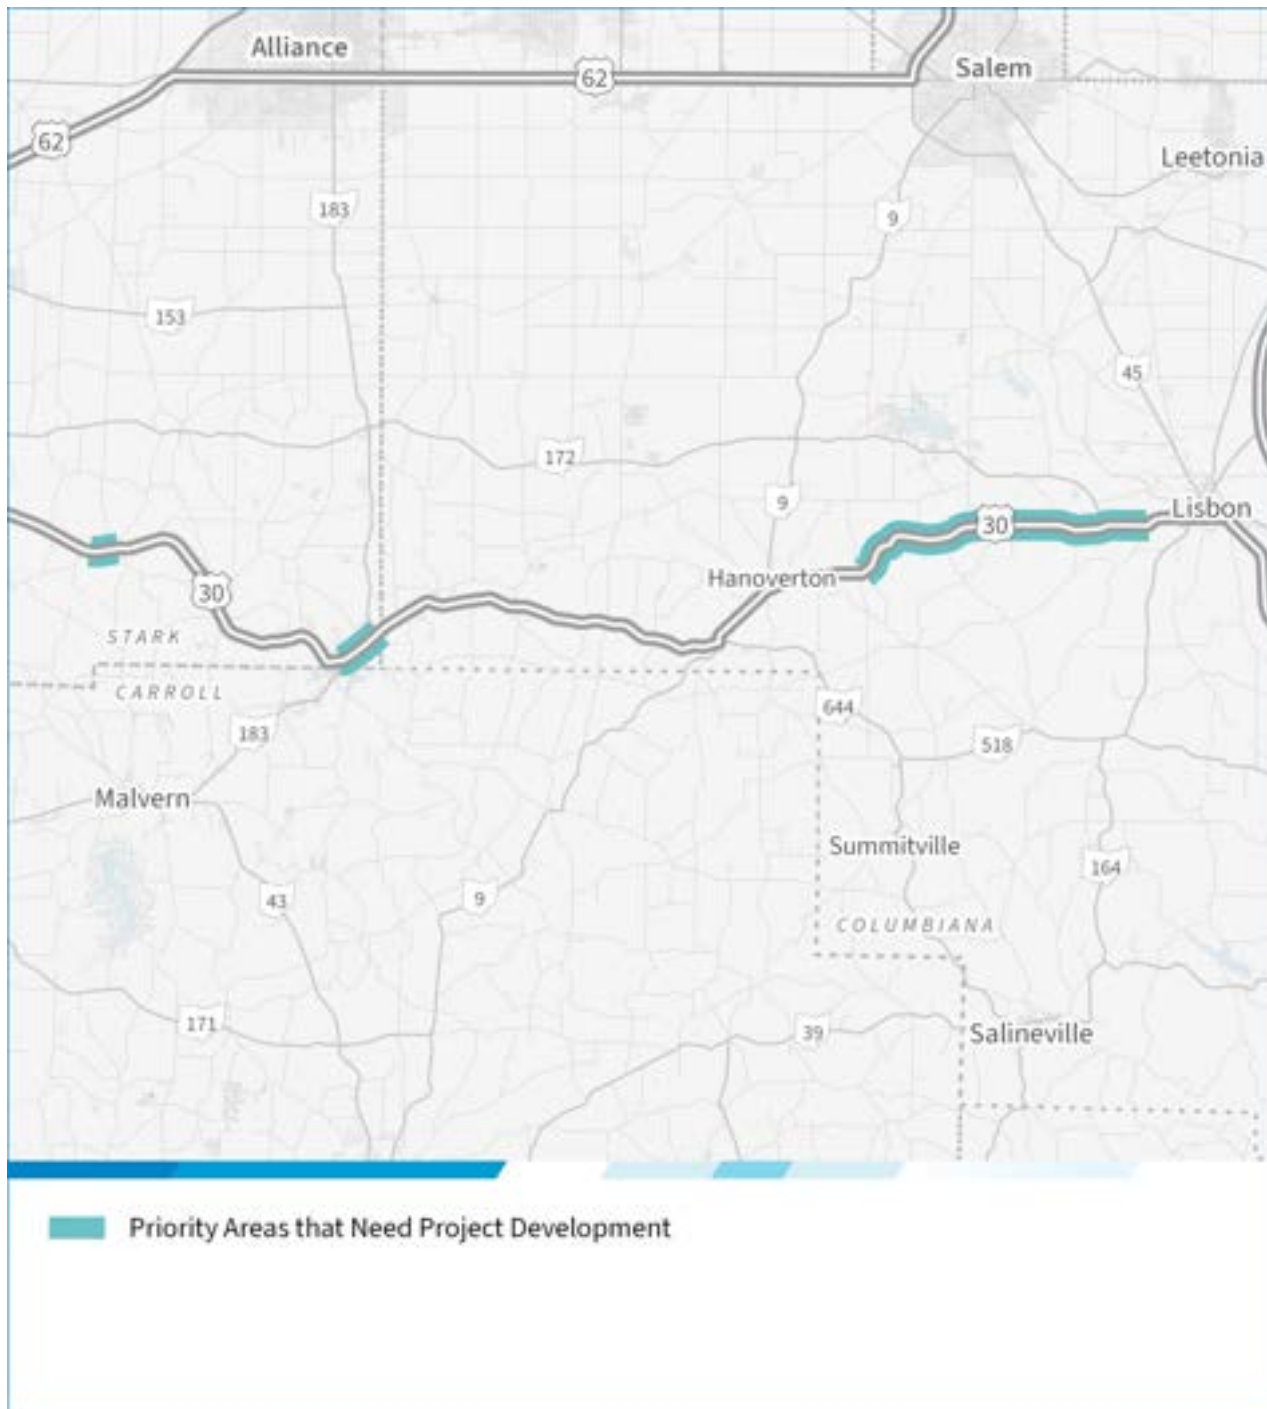 Alliance
62
Salem
62
Leetonia
183
9
153
45
172
9
Lisbon
30
Hanoverton
30
STARK
CARROLL
644
183
518
Malvern
Summitville
164
43
9
COLUMBIANA
171
39
Salineville
Priority Areas that Need Project Development